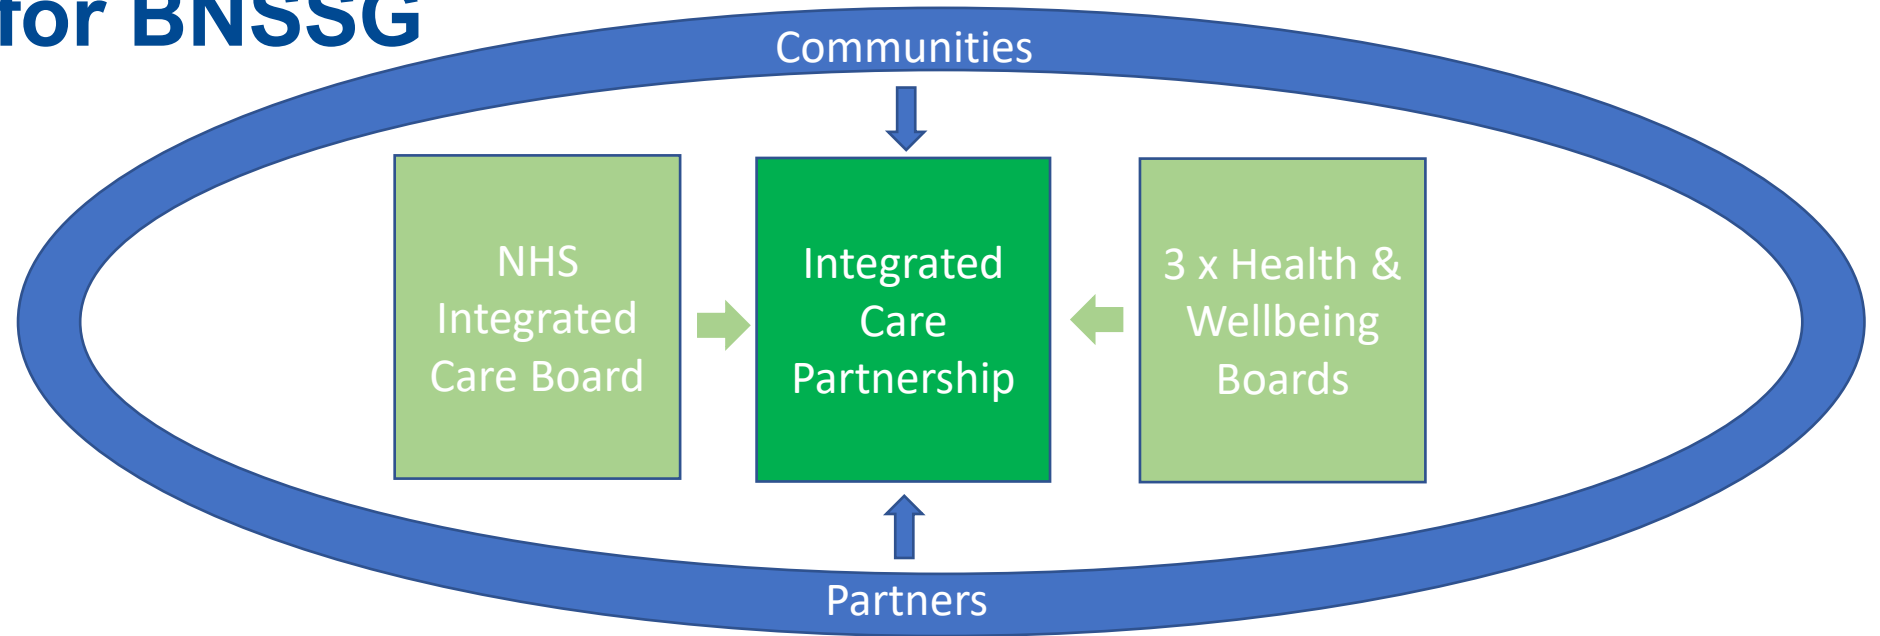 for BNSSG
Communities
NHS
Integrated
Care Board
Integrated
Care
Partnership
3 x Health &
Wellbeing
Boards
Partners